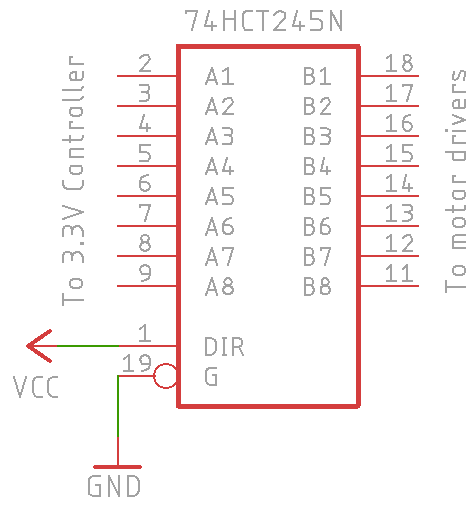 74HCT245N
To 3.3V Controller
2 A1 B1 18
3 A2 B2 17
4 A3 B3 16
5 A4 B4 15
6 A5 B5 14
7 A6 B6 13
8 A7 B7 12
9 A8 B8 11
To motor drivers
1 DIR
19 G
VCC
GND